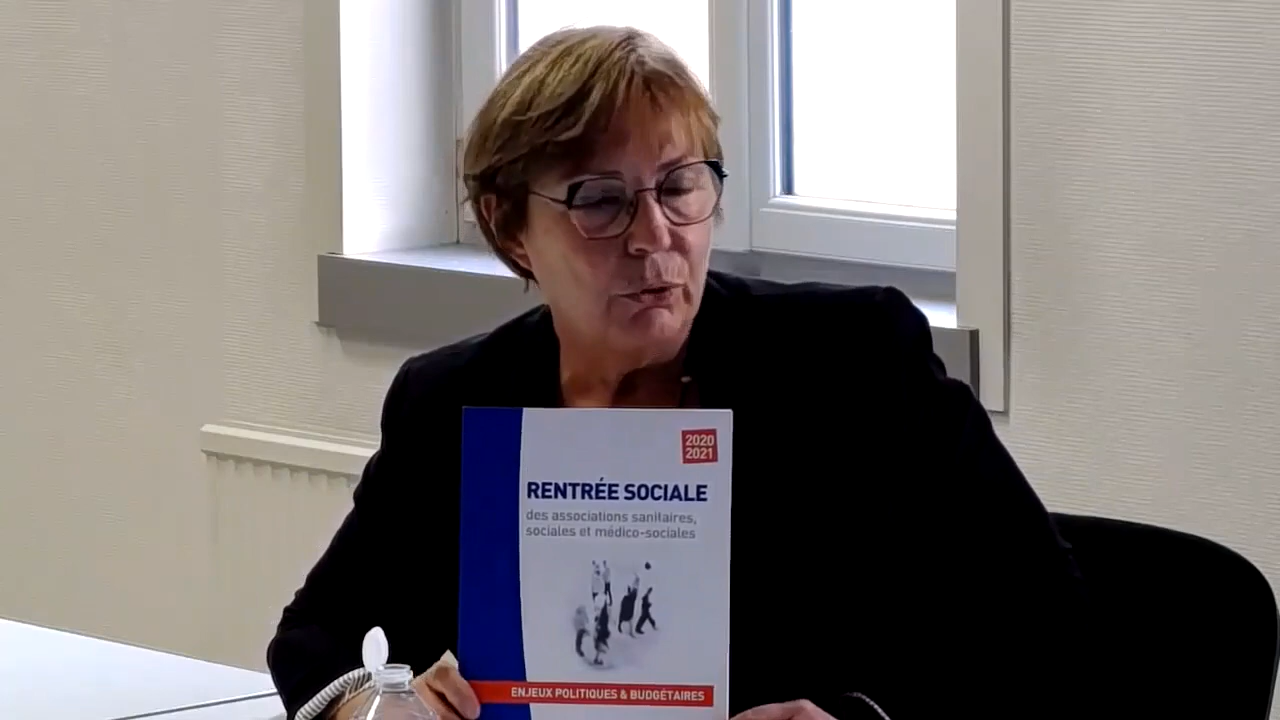 2020
2021
RENTRÉE SOCIALE
des associations sanitaires,
sociales et médico-sociales
ENJEUX POLITIQUES & BUDGÉTAIRES